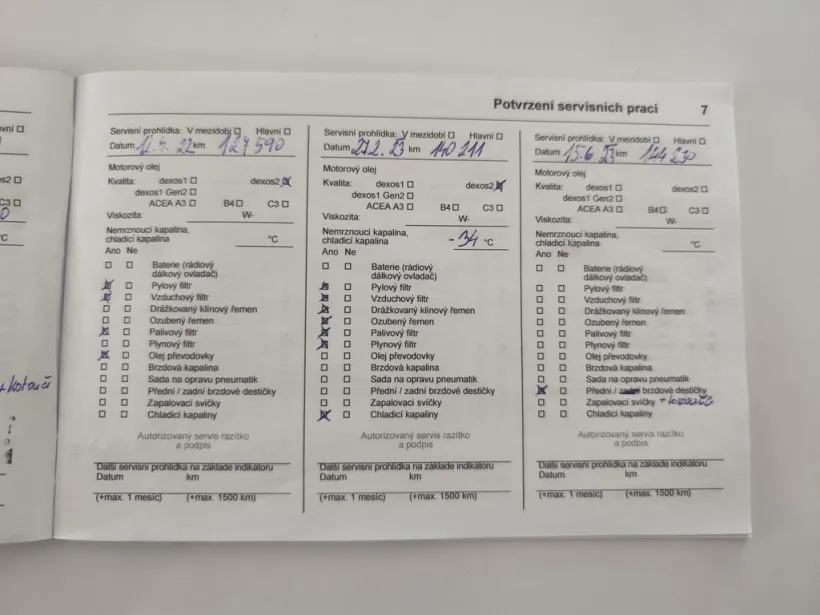 Potvrzení servisních prací 7
Servisní prohlídka: V mezidobí Hlavní
Datum 12.4. 22 km 127 590
Motorový olej
Kvalita: dexos1 dexos2
dexos1 Gen2
ACEA A3 B4 C3
Viskozita: W-
Nemrznoucí kapalina,
chladicí kapalina °C
Ano Ne
Baterie (rádiový
dálkový ovladač)
Pylový filtr
Vzduchový filtr
Drážkovaný klínový řemen
Ozubený řemen
Palivový filtr
Plynový filtr
Olej převodovky
Brzdová kapalina
Sada na opravu pneumatik
Přední / zadní brzdové destičky
Zapalovací svíčky
Chladicí kapaliny
Autorizovaný servis razítko
a podpis
Další servisní prohlídka na základě indikátoru
Datum km
(+max. 1 měsíc) (+max. 1500 km)
Servisní prohlídka: V mezidobí Hlavní
Datum 27.2. 23 km 140 211
Motorový olej
Kvalita: dexos1 dexos2
dexos1 Gen2
ACEA A3 B4 C3
Viskozita: W-
Nemrznoucí kapalina,
chladicí kapalina -34 °C
Ano Ne
Baterie (rádiový
dálkový ovladač)
Pylový filtr
Vzduchový filtr
Drážkovaný klínový řemen
Ozubený řemen
Palivový filtr
Plynový filtr
Olej převodovky
Brzdová kapalina
Sada na opravu pneumatik
Přední / zadní brzdové destičky
Zapalovací svíčky
Chladicí kapaliny
Autorizovaný servis razítko
a podpis
Další servisní prohlídka na základě indikátoru
Datum km
(+max. 1 měsíc) (+max. 1500 km)
Servisní prohlídka: V mezidobí Hlavní
Datum 15.6 23 km 144 230
Motorový olej
Kvalita: dexos1 dexos2
dexos1 Gen2
ACEA A3 B4 C3
Viskozita: W-
Nemrznoucí kapalina,
chladicí kapalina °C
Ano Ne
Baterie (rádiový
dálkový ovladač)
Pylový filtr
Vzduchový filtr
Drážkovaný klínový řemen
Ozubený řemen
Palivový filtr
Plynový filtr
Olej převodovky
Brzdová kapalina
Sada na opravu pneumatik
Přední / zadní brzdové destičky
Zapalovací svíčky + kotouče
Chladicí kapaliny
Autorizovaný servis razítko
a podpis
Další servisní prohlídka na základě indikátoru
Datum km
(+max. 1 měsíc) (+max. 1500 km)
C3
°C
+ kotouč